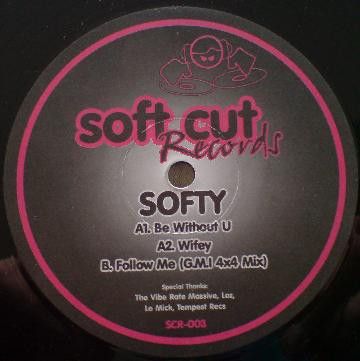 soft cut
Records
SOFTY
A1. Be Without U
A2. Wifey
B. Follow Me (G.M.I 4x4 Mix)
Special Thanks:
The Vibe Rate Massive, Laz,
Le Mick, Tempest Recs
SCR-003